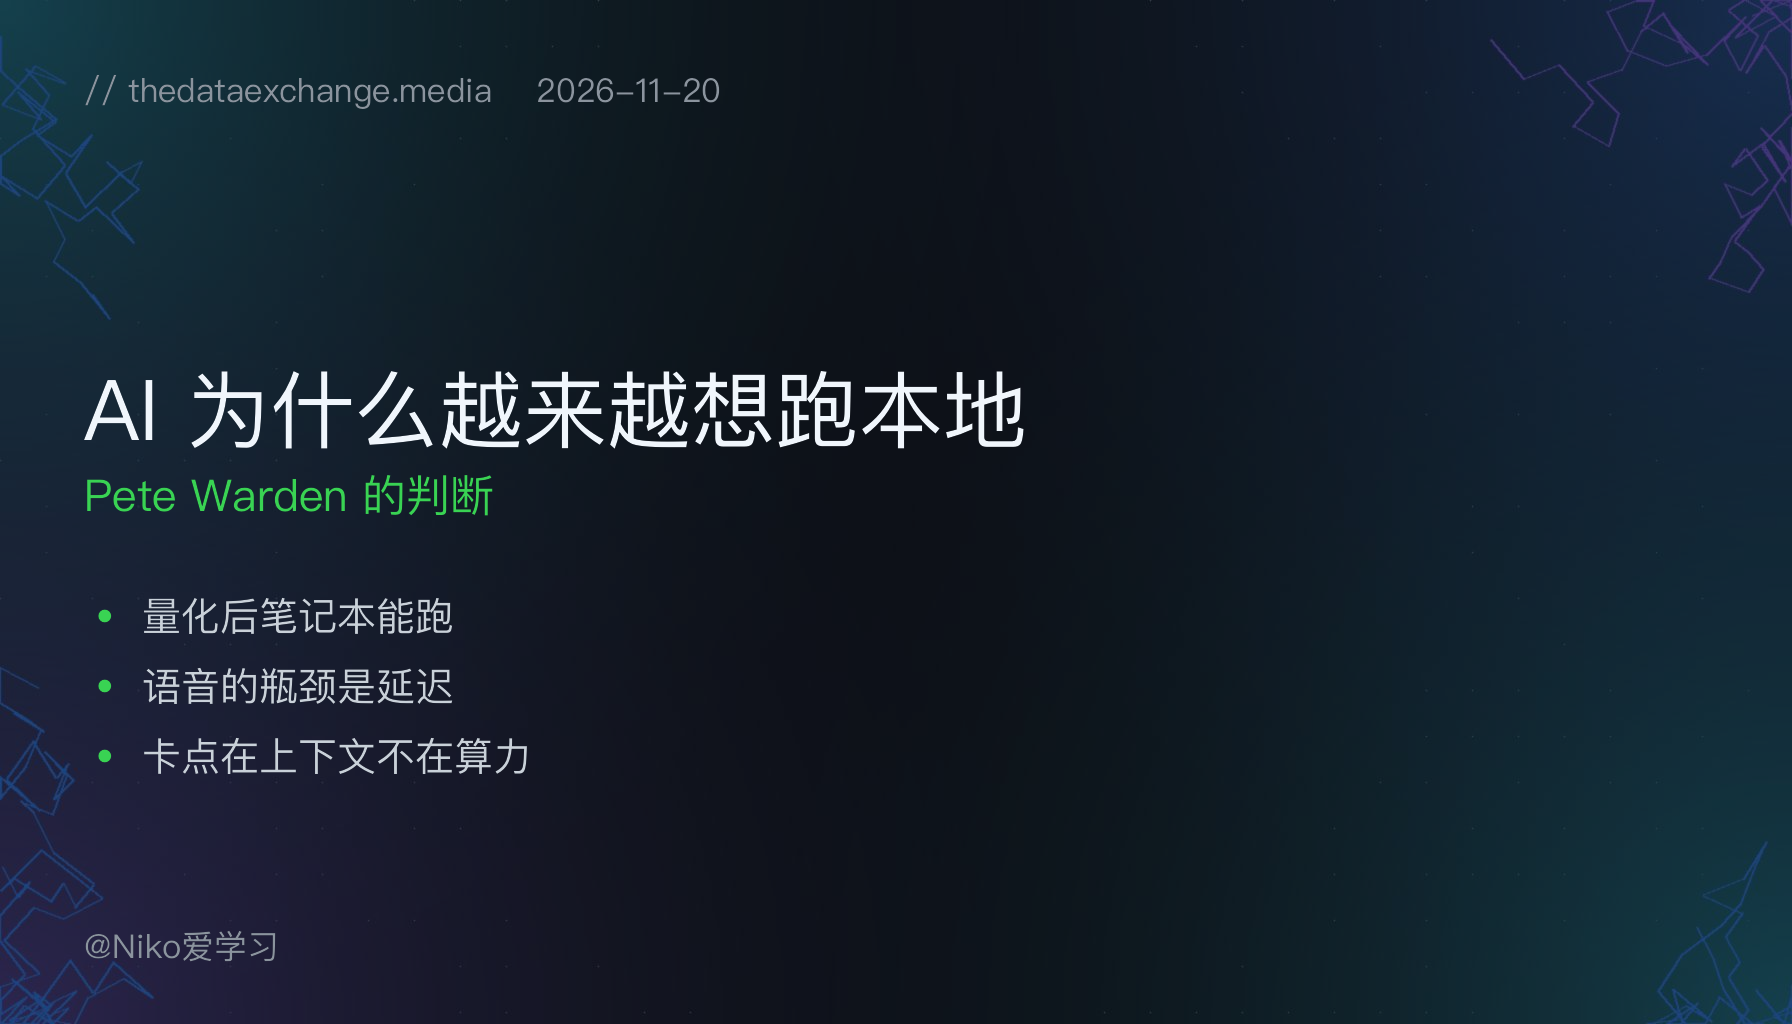 // thedataexchange.media 2026-11-20
AI 为什么越来越想跑本地
Pete Warden 的判断
• 量化后笔记本能跑
• 语音的瓶颈是延迟
• 卡点在上下文不在算力
@Niko爱学习